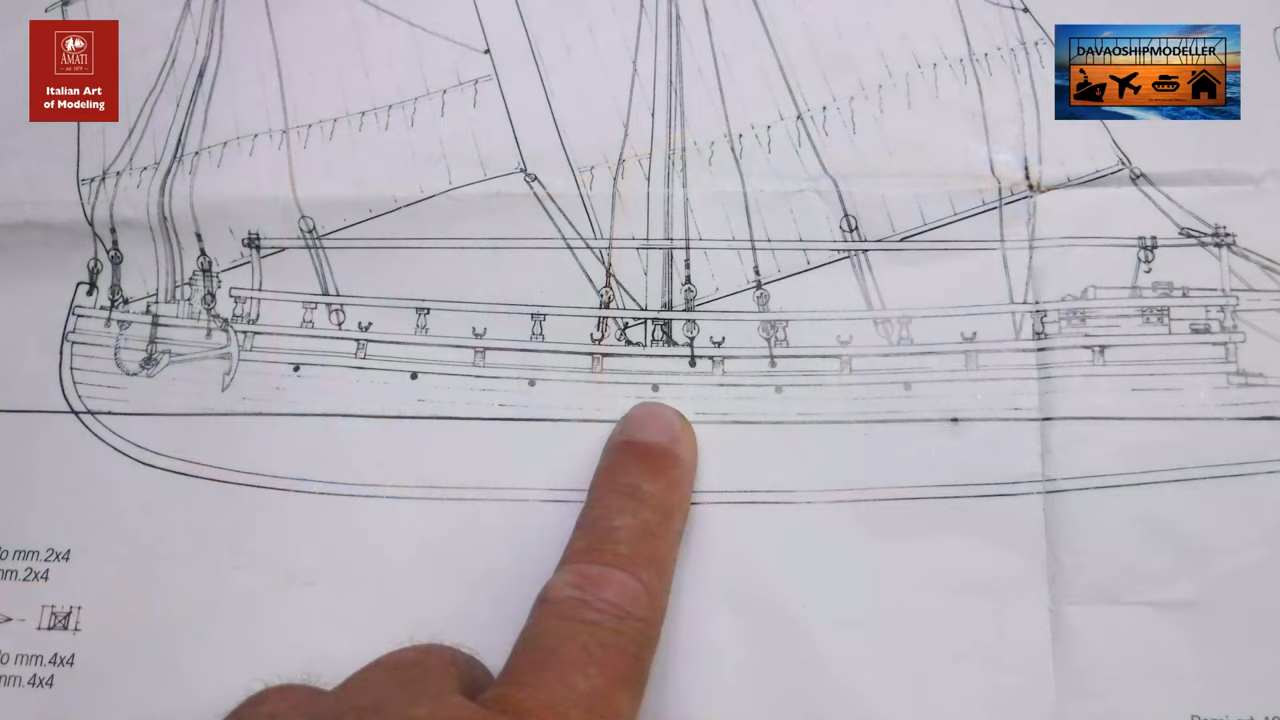 AMATI
est. 1879
Italian Art
of Modeling
DAVAOSHIPMODELLER
mm.2x4
mm.2x4
mm.4x4
mm.4x4